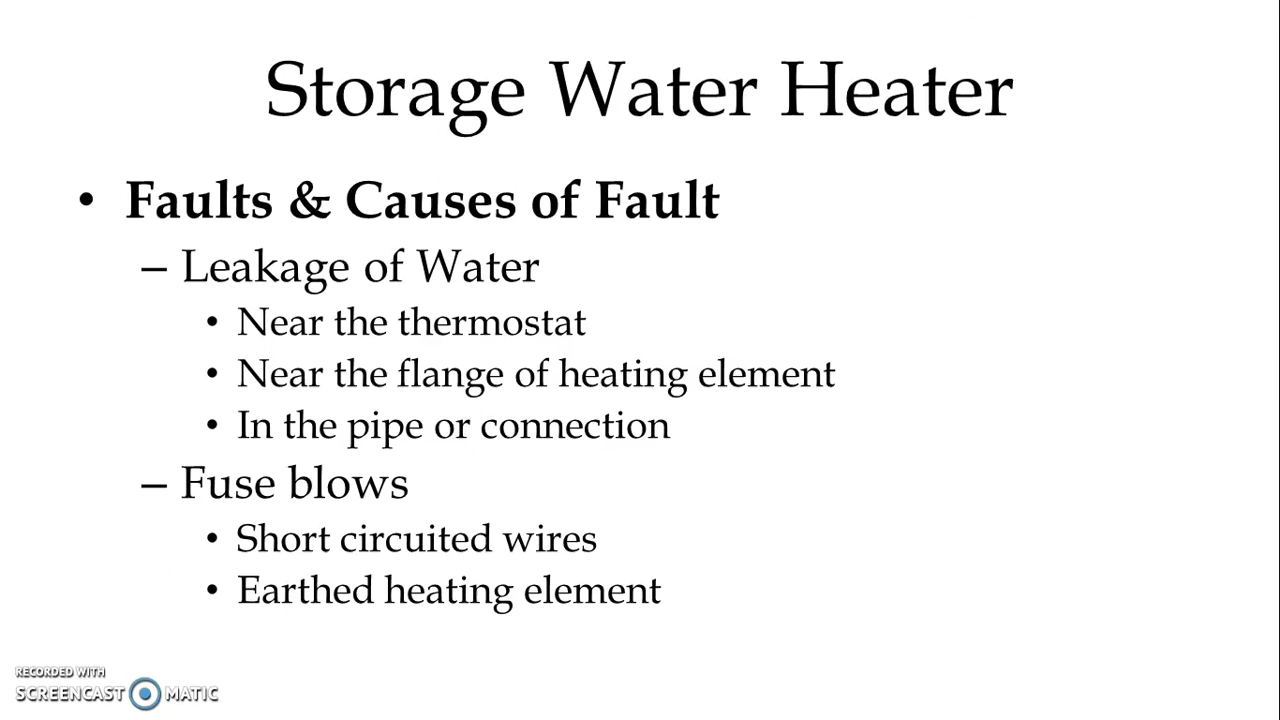 Storage Water Heater
• Faults & Causes of Fault
– Leakage of Water
• Near the thermostat
• Near the flange of heating element
• In the pipe or connection
– Fuse blows
• Short circuited wires
• Earthed heating element
RECORDED WITH
SCREENCAST MATIC